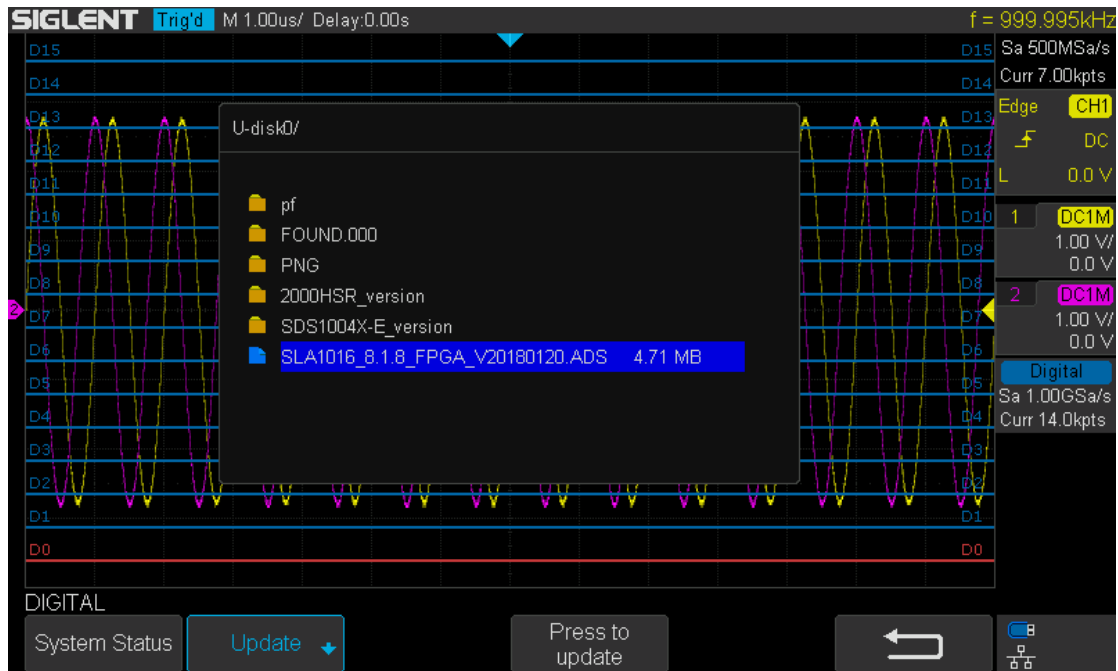 SIGLENT Trig'd M 1.00us/ Delay:0.00s f = 999.995kHz
Sa 500MSa/s
Curr 7.00kpts
Edge CH1
DC
L 0.0 V
1 DC1M
1.00 V/
0.0 V
2 DC1M
1.00 V/
0.0 V
Digital
Sa 1.00GSa/s
Curr 14.0kpts
D15 D15
D14 D14
D13 D13
D12 D12
D11 D11
D10 D10
D9 D9
D8 D8
2
D7 D7
D6 D6
D5 D5
D4 D4
D3 D3
D2 D2
D1 D1
D0 D0
U-disk0/
pf
FOUND.000
PNG
2000HSR_version
SDS1004X-E_version
SLA1016_8.1.8_FPGA_V20180120.ADS 4.71 MB
DIGITAL
System Status
Update
Press to
update